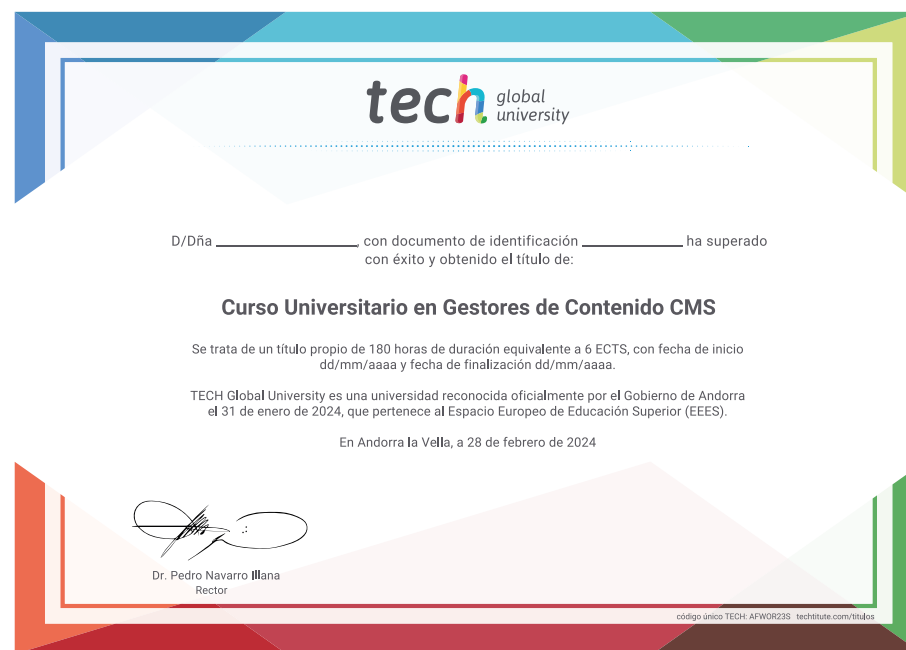 tech global university
D/Dña ________________, con documento de identificación ____________ ha superado
con éxito y obtenido el título de:
Curso Universitario en Gestores de Contenido CMS
Se trata de un título propio de 180 horas de duración equivalente a 6 ECTS, con fecha de inicio
dd/mm/aaaa y fecha de finalización dd/mm/aaaa.
TECH Global University es una universidad reconocida oficialmente por el Gobierno de Andorra
el 31 de enero de 2024, que pertenece al Espacio Europeo de Educación Superior (EEES).
En Andorra la Vella, a 28 de febrero de 2024
Dr. Pedro Navarro Illana
Rector
código único TECH: AFWOR23S techtitute.com/titulos